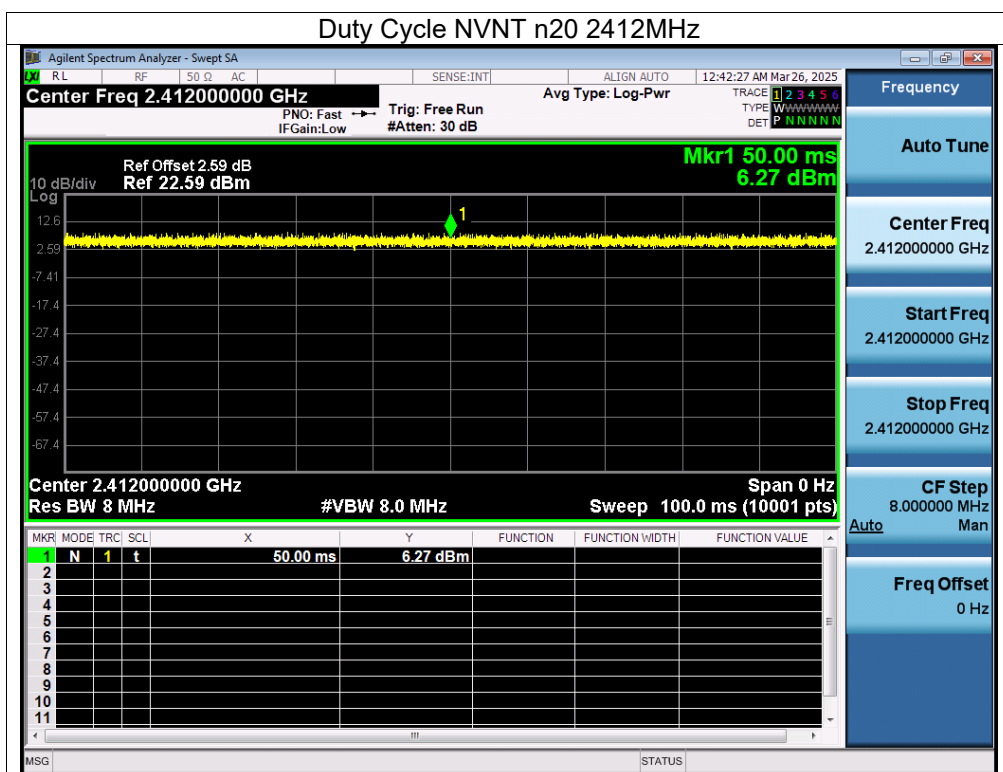 Duty Cycle NVNT n20 2412MHz
Agilent Spectrum Analyzer - Swept SA
LXI RL RF 50 Ω AC SENSE:INT ALIGN AUTO 12:42:27 AM Mar 26, 2025
Center Freq 2.412000000 GHz
PNO: Fast
IFGain:Low
Trig: Free Run
#Atten: 30 dB
Avg Type: Log-Pwr
TRACE 1 2 3 4 5 6
TYPE WWWWWW
DET P N N N N N
Mkr1 50.00 ms
6.27 dBm
Ref Offset 2.59 dB
10 dB/div Ref 22.59 dBm
Log
12.6
2.59
-7.41
-17.4
-27.4
-37.4
-47.4
-57.4
-67.4
1
Center 2.412000000 GHz Span 0 Hz
Res BW 8 MHz #VBW 8.0 MHz Sweep 100.0 ms (10001 pts)
MKR MODE TRC SCL X Y FUNCTION FUNCTION WIDTH FUNCTION VALUE
1 N 1 t 50.00 ms 6.27 dBm
2
3
4
5
6
7
8
9
10
11
MSG STATUS
Frequency
Auto Tune
Center Freq
2.412000000 GHz
Start Freq
2.412000000 GHz
Stop Freq
2.412000000 GHz
CF Step
8.000000 MHz
Auto Man
Freq Offset
0 Hz